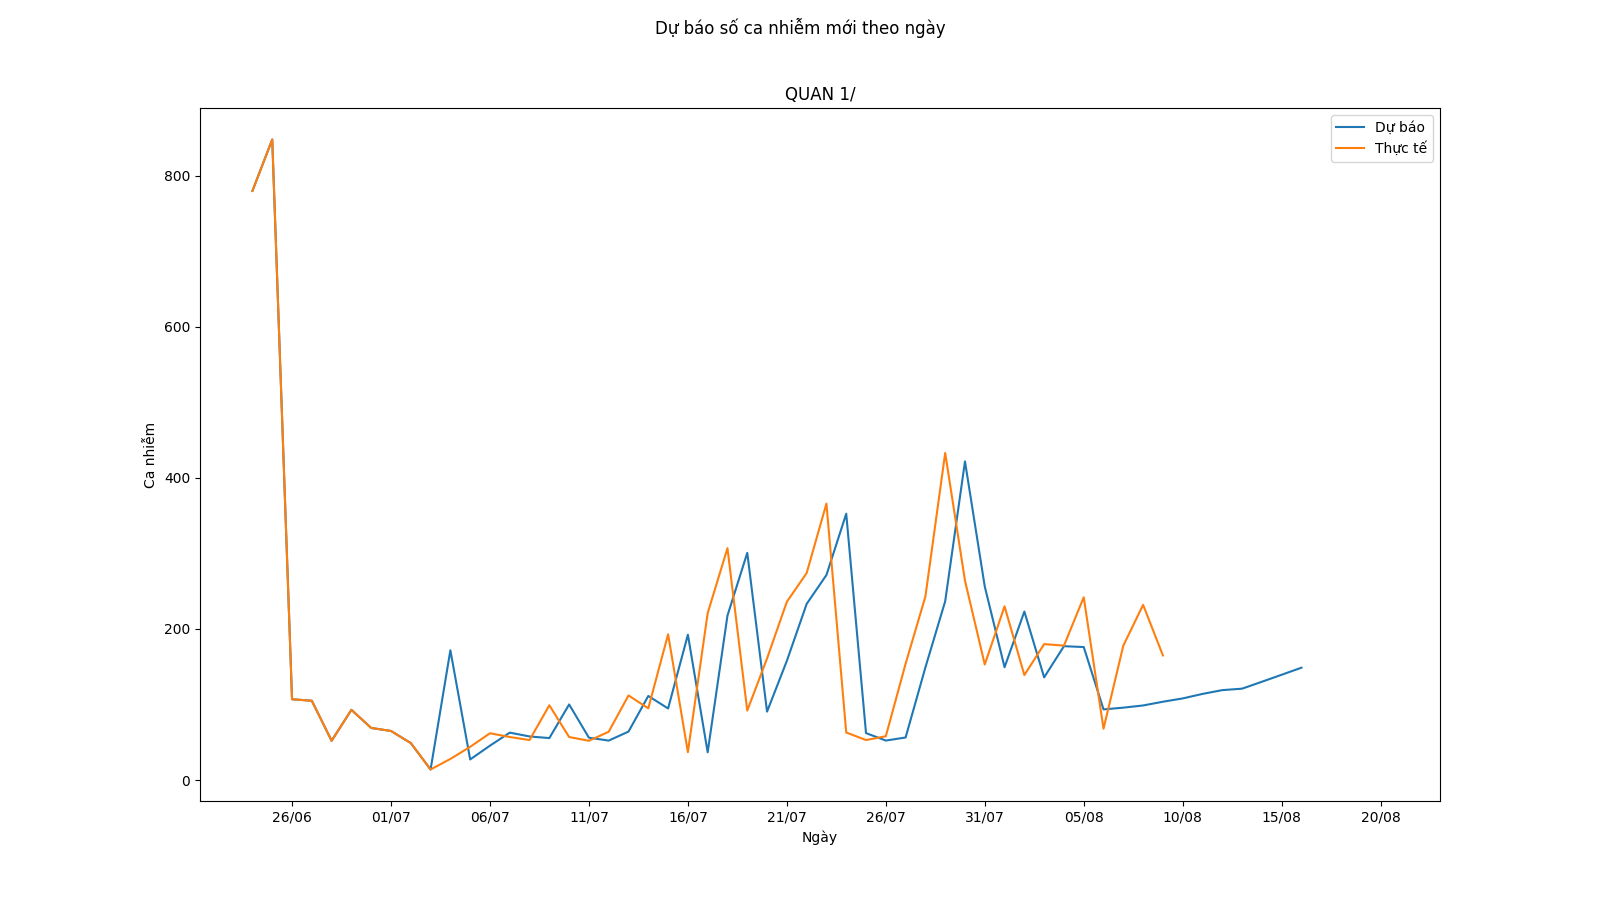 Dự báo số ca nhiễm mới theo ngày
QUAN 1/
Dự báo
Thực tế
800
600
400
200
0
Ca nhiễm
26/06 01/07 06/07 11/07 16/07 21/07 26/07 31/07 05/08 10/08 15/08 20/08
Ngày